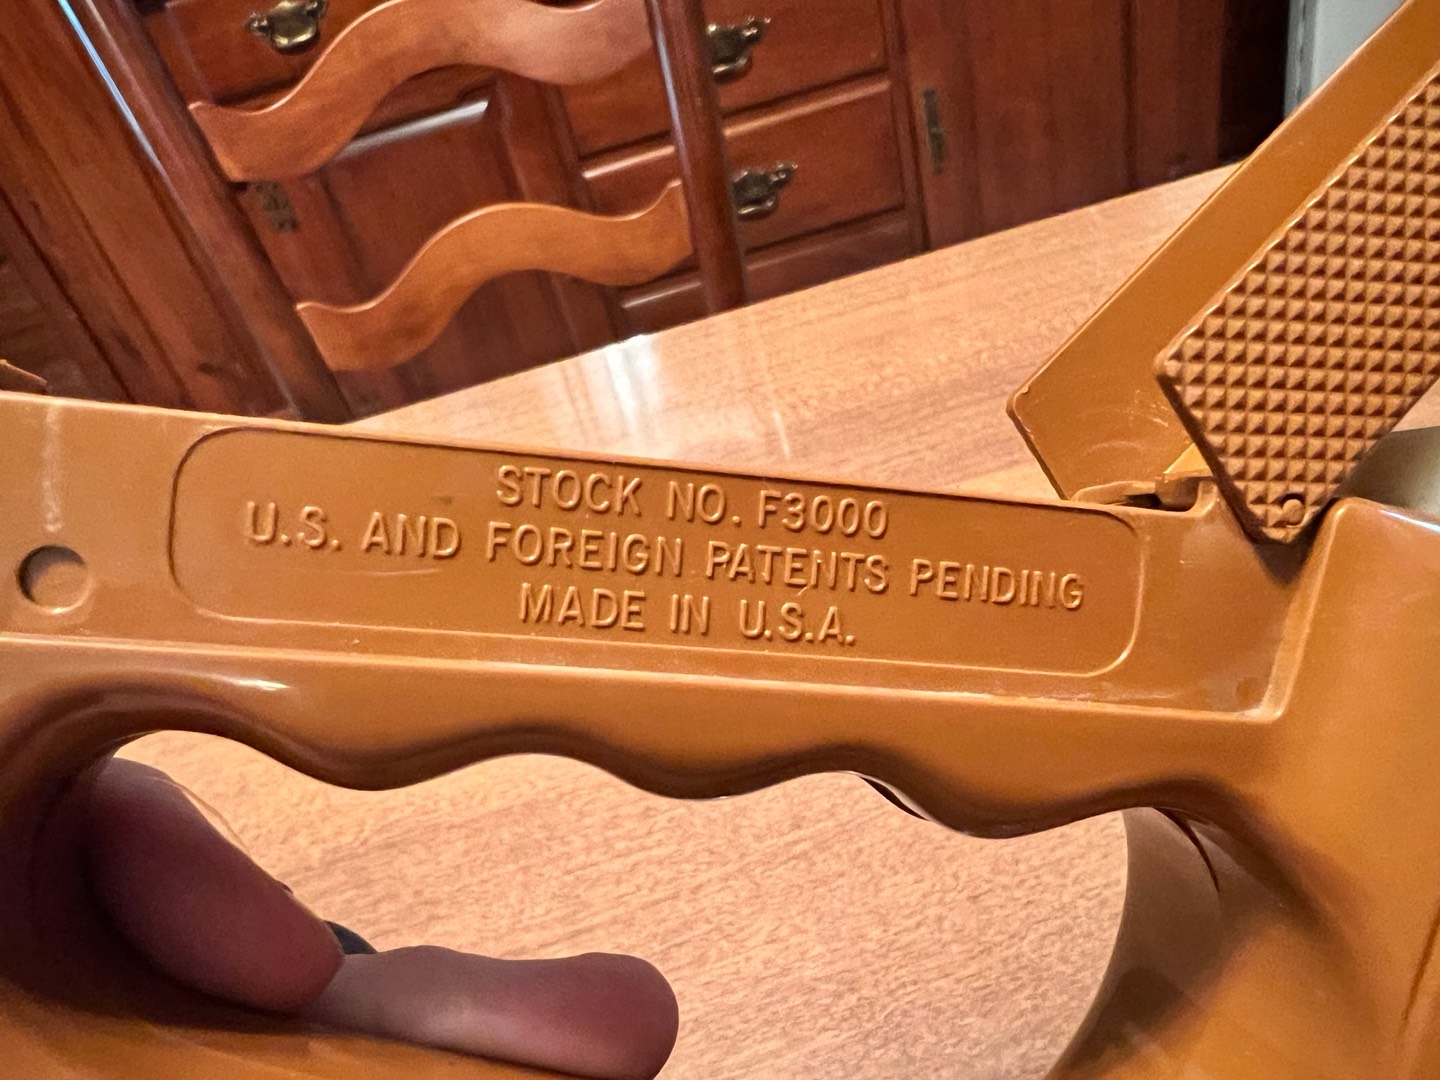 STOCK NO. F3000
U.S. AND FOREIGN PATENTS PENDING
MADE IN U.S.A.